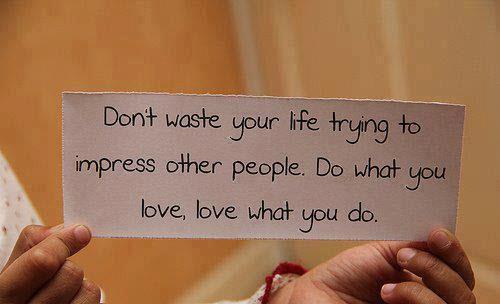 Don't waste your life trying to
impress other people. Do what you
love, love what you do.